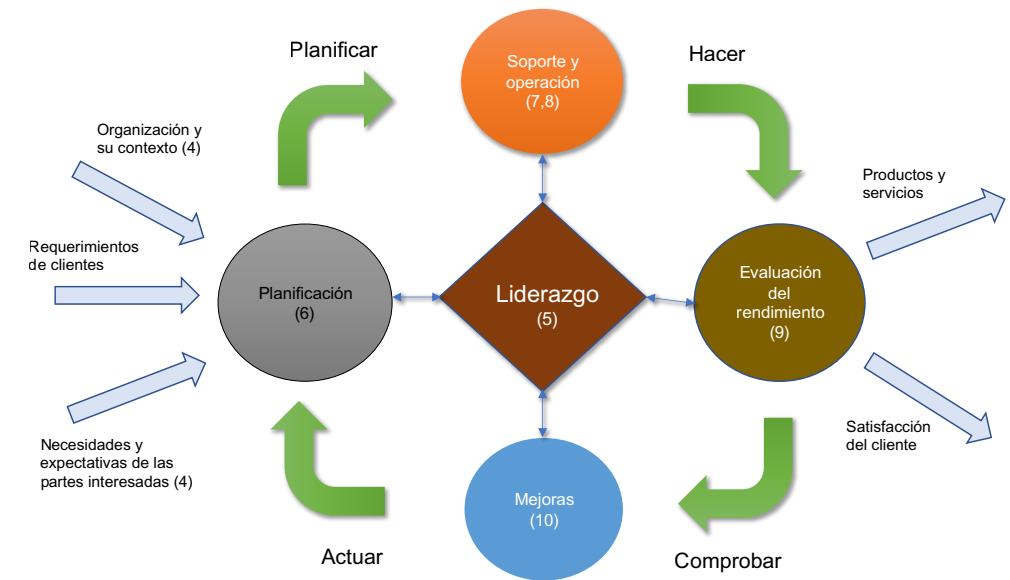 Planificar
Soporte y
operación
(7,8)
Hacer
Organización y
su contexto (4)
Productos y
servicios
Requerimientos
de clientes
Planificación
(6)
Liderazgo
(5)
Evaluación
del
rendimiento
(9)
Necesidades y
expectativas de las
partes interesadas (4)
Satisfacción
del cliente
Mejoras
(10)
Actuar
Comprobar